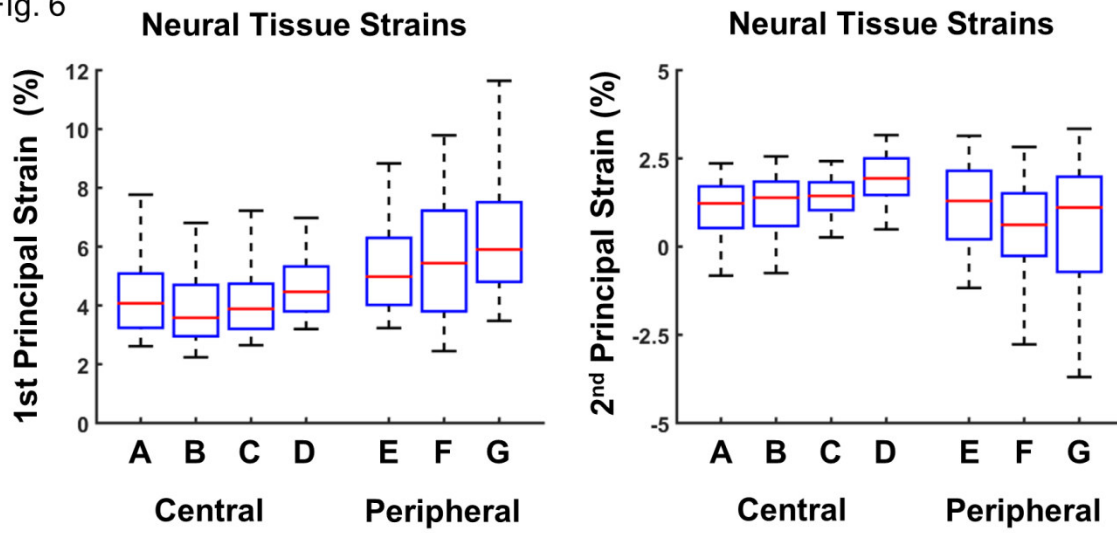 Fig. 6
Neural Tissue Strains
1st Principal Strain (%)
12
10
8
6
4
2
0
A B C D E F G
Central Peripheral
Neural Tissue Strains
2nd Principal Strain (%)
5
2.5
0
-2.5
-5
A B C D E F G
Central Peripheral